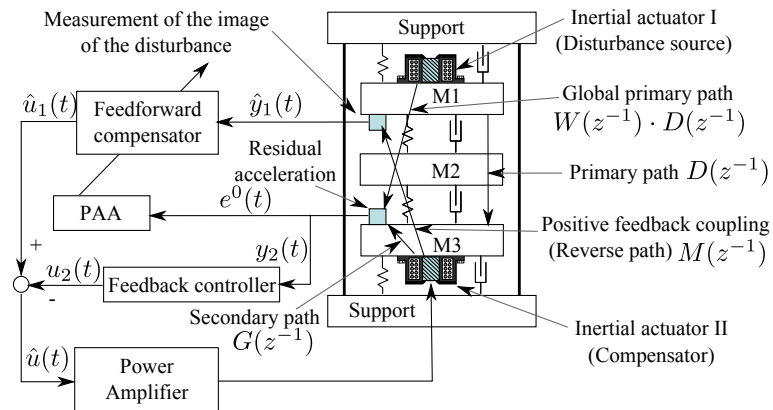 Measurement of the image
of the disturbance
Support
Inertial actuator I
(Disturbance source)
û₁(t)
Feedforward
compensator
ŷ₁(t)
M1
Global primary path
W(z⁻¹) · D(z⁻¹)
Residual
acceleration
M2
Primary path D(z⁻¹)
PAA
e⁰(t)
Positive feedback coupling
(Reverse path) M(z⁻¹)
+
y₂(t)
M3
u₂(t)
-
Feedback controller
Secondary path
G(z⁻¹)
Support
Inertial actuator II
(Compensator)
û(t)
Power
Amplifier